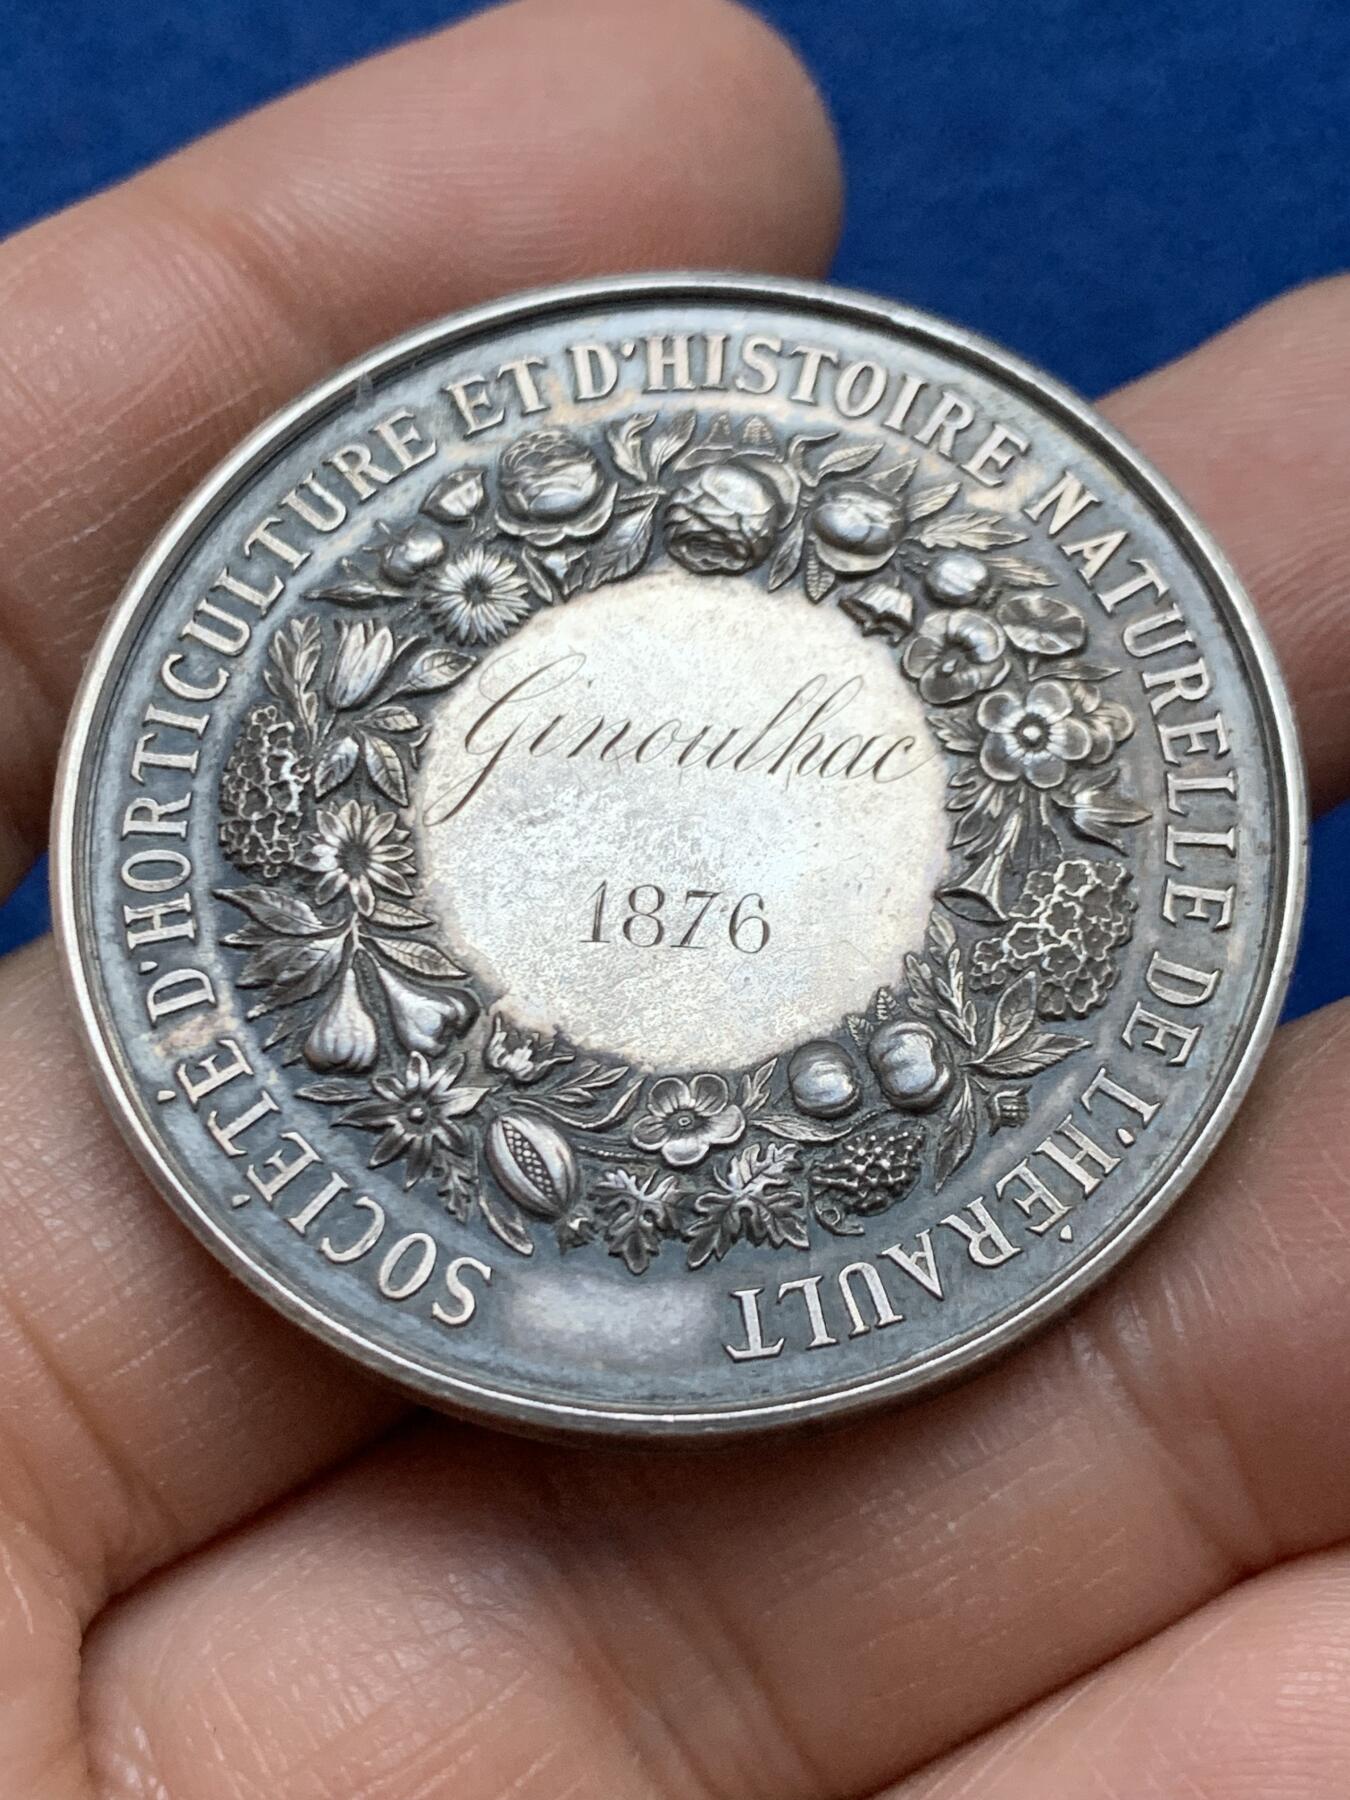 SOCIÉTÉ D'HORTICULTURE ET D'HISTOIRE NATURELLE DE L'HÉRAULT
Ginoulhac
1876